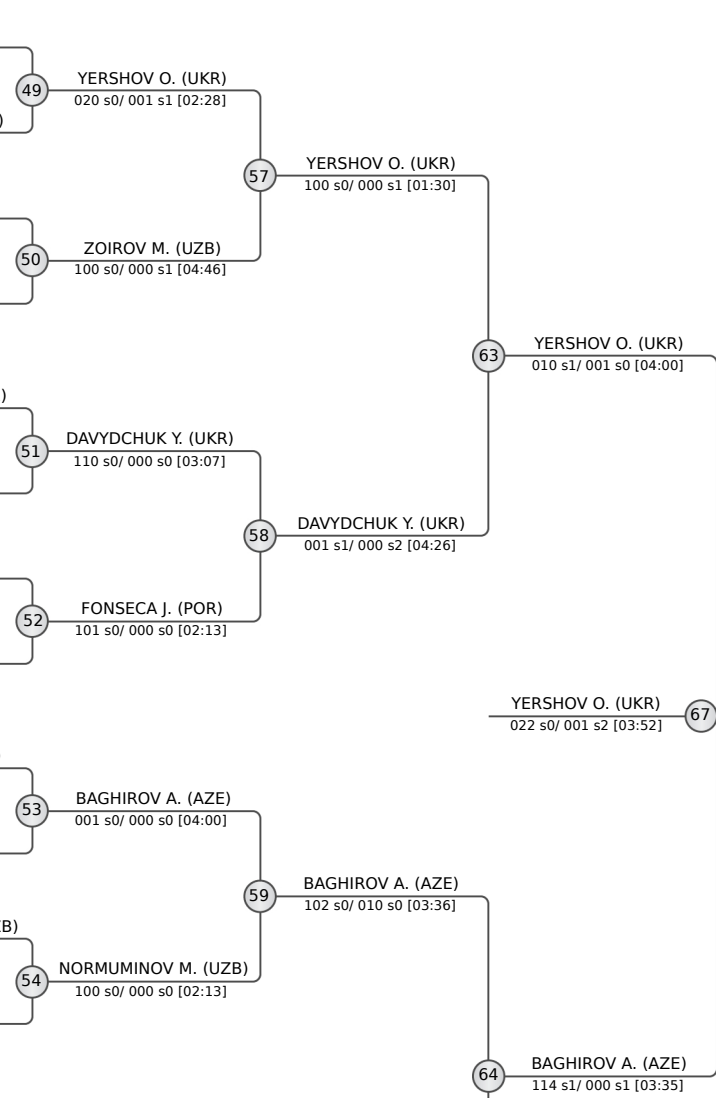 YERSHOV O. (UKR)
49
020 s0/ 001 s1 [02:28]
)
YERSHOV O. (UKR)
57
100 s0/ 000 s1 [01:30]
ZOIROV M. (UZB)
50
100 s0/ 000 s1 [04:46]
YERSHOV O. (UKR)
63
010 s1/ 001 s0 [04:00]
)
DAVYDCHUK Y. (UKR)
51
110 s0/ 000 s0 [03:07]
DAVYDCHUK Y. (UKR)
58
001 s1/ 000 s2 [04:26]
FONSECA J. (POR)
52
101 s0/ 000 s0 [02:13]
YERSHOV O. (UKR)
67
022 s0/ 001 s2 [03:52]
BAGHIROV A. (AZE)
53
001 s0/ 000 s0 [04:00]
BAGHIROV A. (AZE)
59
102 s0/ 010 s0 [03:36]
B)
NORMUMINOV M. (UZB)
54
100 s0/ 000 s0 [02:13]
BAGHIROV A. (AZE)
64
114 s1/ 000 s1 [03:35]